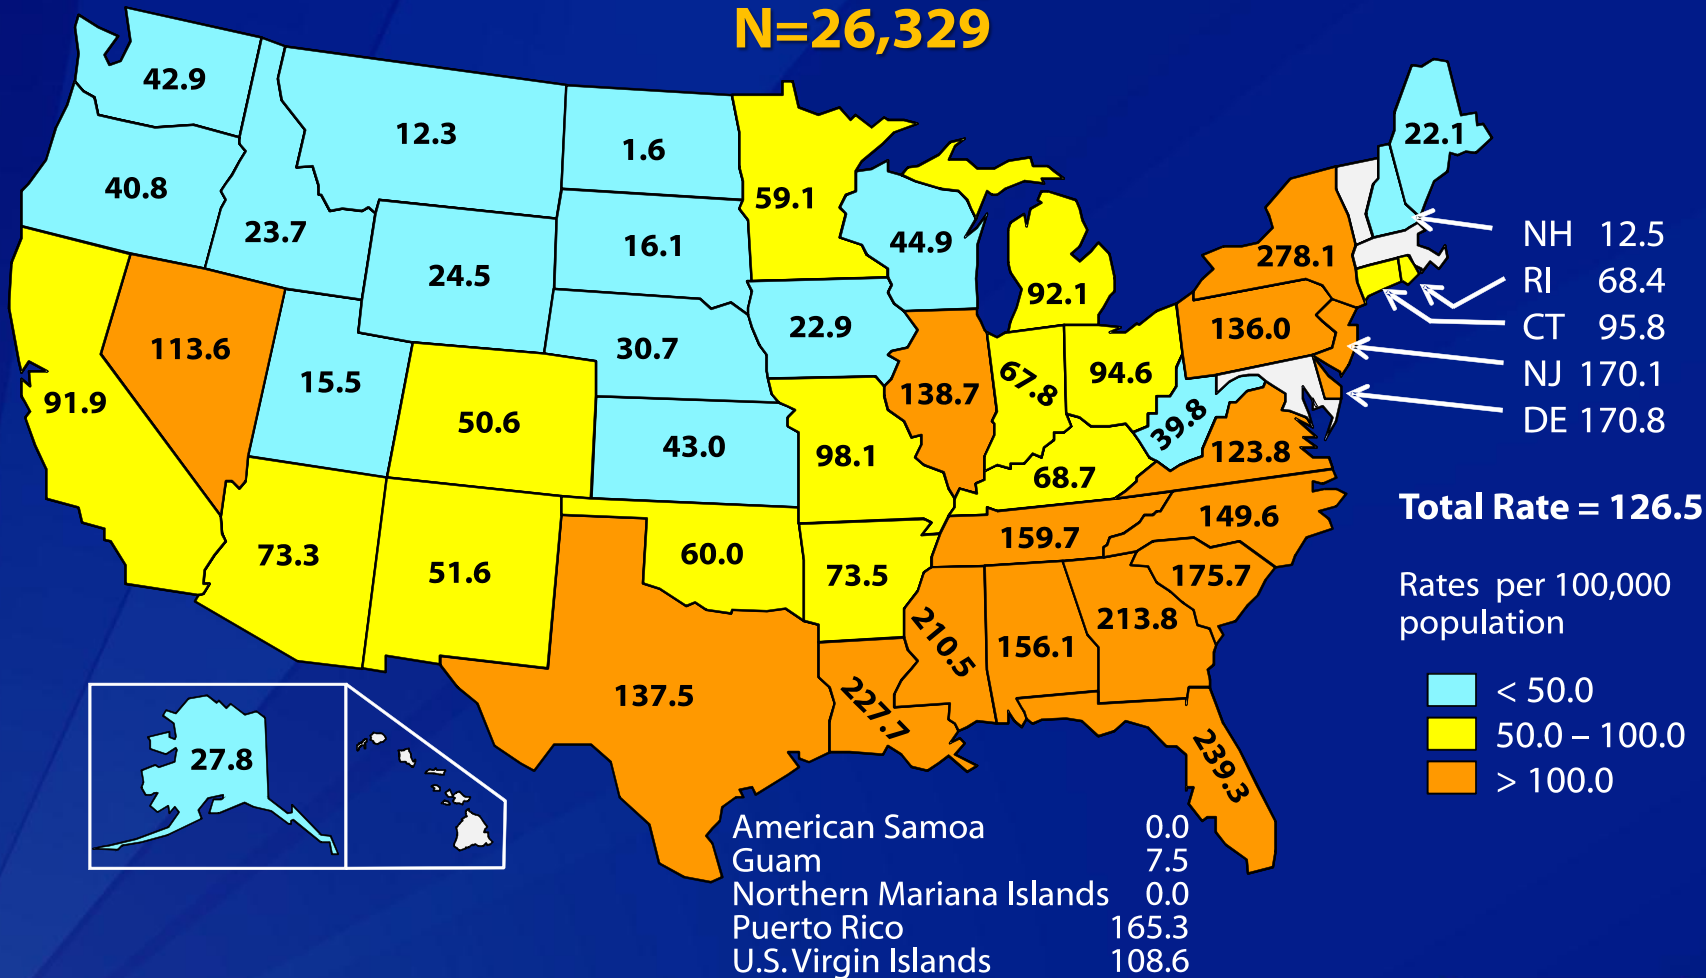 N=26,329
42.9
12.3
1.6
59.1
22.1
40.8
23.7
16.1
44.9
278.1
NH 12.5
24.5
92.1
RI 68.4
113.6
30.7
22.9
136.0
CT 95.8
91.9
15.5
138.7
67.8
94.6
NJ 170.1
50.6
43.0
98.1
39.8
DE 170.8
68.7
123.8
73.3
51.6
60.0
73.5
159.7
149.6
Total Rate = 126.5
175.7
Rates per 100,000
population
210.5
156.1
213.8
137.5
227.7
< 50.0
27.8
239.3
50.0 – 100.0
> 100.0
American Samoa 0.0
Guam 7.5
Northern Mariana Islands 0.0
Puerto Rico 165.3
U.S. Virgin Islands 108.6